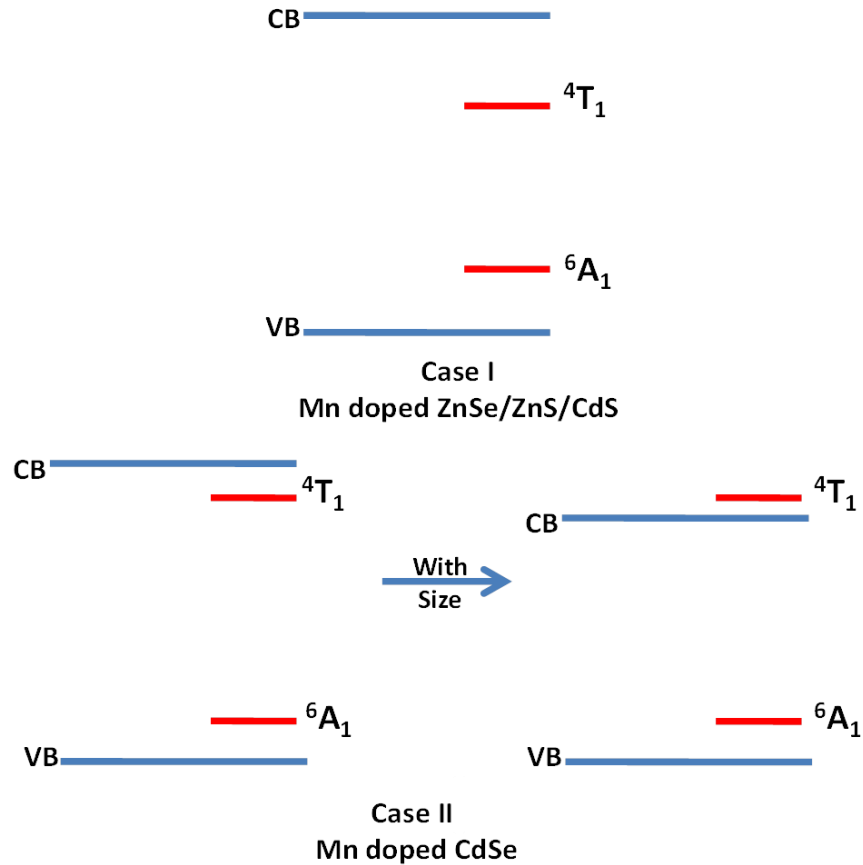 CB
⁴T₁
⁶A₁
VB
Case I
Mn doped ZnSe/ZnS/CdS
CB
⁴T₁
⁶A₁
VB
With
Size
⁴T₁
CB
⁶A₁
VB
Case II
Mn doped CdSe